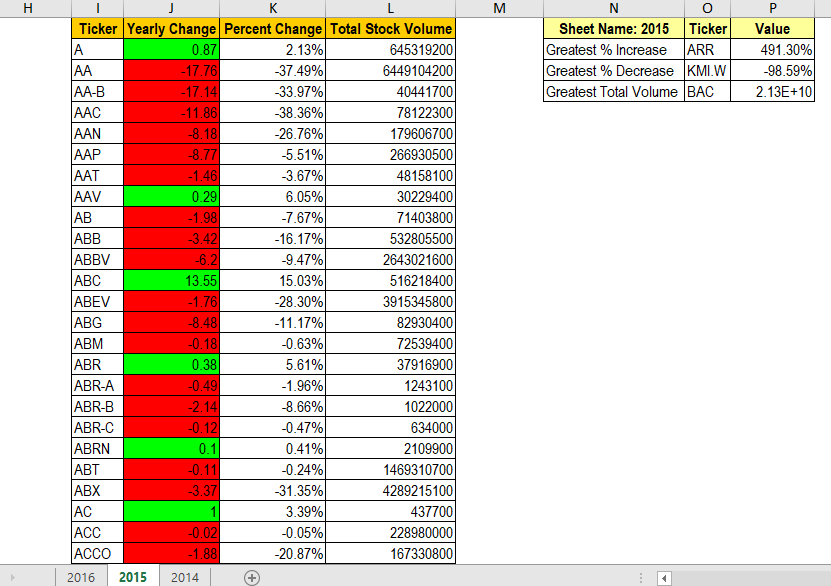 H I J K L M N O P
Ticker Yearly Change Percent Change Total Stock Volume Sheet Name: 2015 Ticker Value
A 0.87 2.13% 645319200 Greatest % Increase ARR 491.30%
AA -17.76 -37.49% 6449104200 Greatest % Decrease KMI.W -98.59%
AA-B -17.14 -33.97% 40441700 Greatest Total Volume BAC 2.13E+10
AAC -11.86 -38.36% 78122300
AAN -8.18 -26.76% 179606700
AAP -8.77 -5.51% 266930500
AAT -1.46 -3.67% 48158100
AAV 0.29 6.05% 30229400
AB -1.98 -7.67% 71403800
ABB -3.42 -16.17% 532805500
ABBV -6.2 -9.47% 2643021600
ABC 13.55 15.03% 516218400
ABEV -1.76 -28.30% 3915345800
ABG -8.48 -11.17% 82930400
ABM -0.18 -0.63% 72539400
ABR 0.38 5.61% 37916900
ABR-A -0.49 -1.96% 1243100
ABR-B -2.14 -8.66% 1022000
ABR-C -0.12 -0.47% 634000
ABRN 0.1 0.41% 2109900
ABT -0.11 -0.24% 1469310700
ABX -3.37 -31.35% 4289215100
AC 1 3.39% 437700
ACC -0.02 -0.05% 228980000
ACCO -1.88 -20.87% 167330800
2016 2015 2014